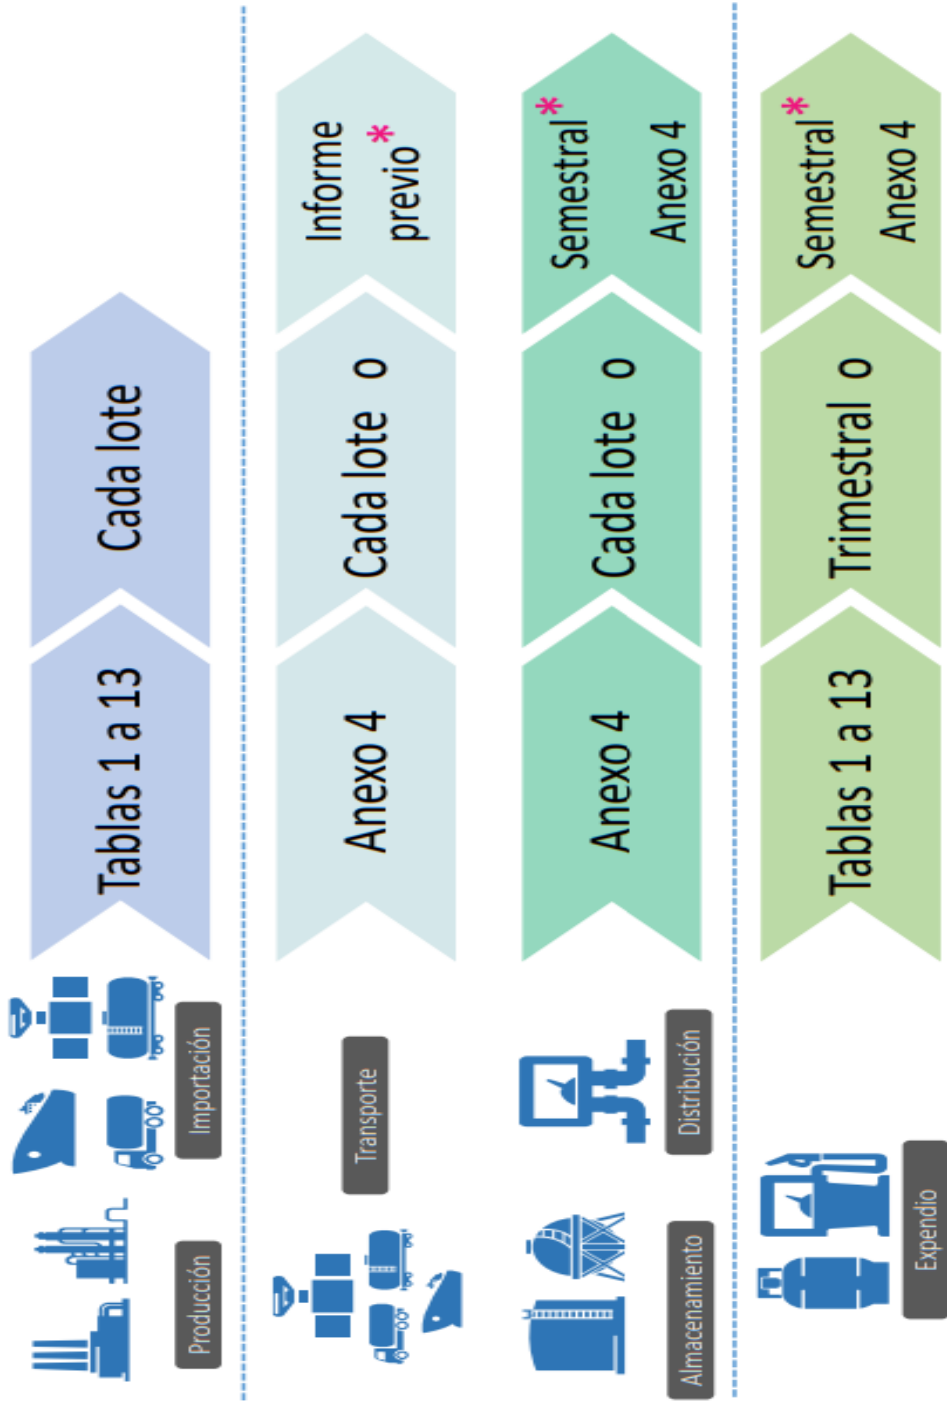 Producción
Importación
Tablas 1 a 13
Cada lote
Transporte
Anexo 4
Cada lote o
Informe
previo*
Almacenamiento
Distribución
Anexo 4
Cada lote o
Semestral*
Anexo 4
Expendio
Tablas 1 a 13
Trimestral o
Semestral*
Anexo 4